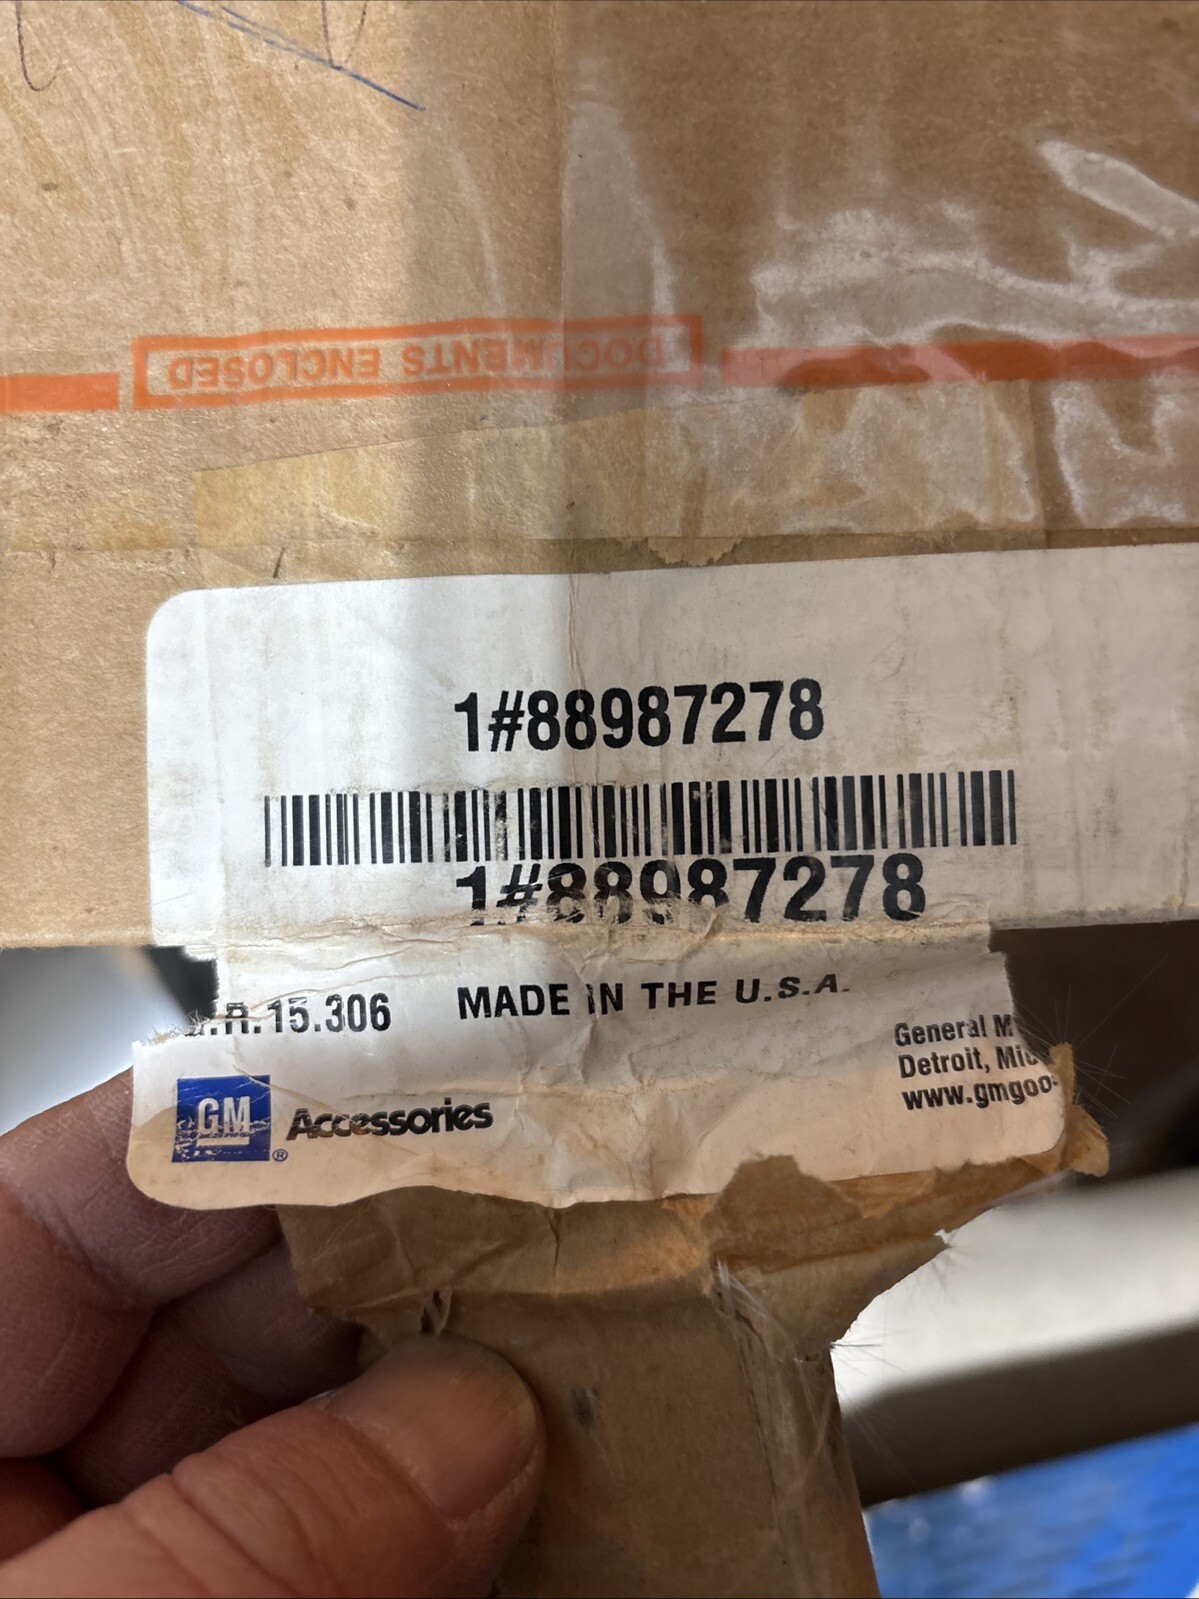 DOCUMENTS ENCLOSED
1#88987278
1#88987278
15.306 MADE IN THE U.S.A.
General
Detroit,
GM ® Accessories